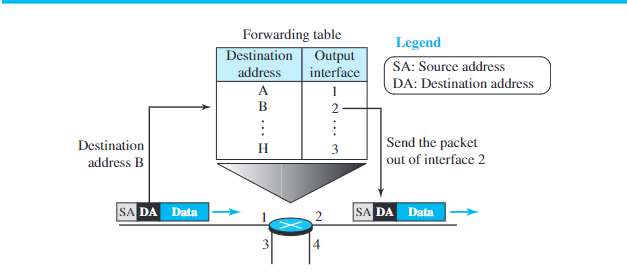 Forwarding table
Legend
Destination address
Output interface
SA: Source address
DA: Destination address
A 1
B 2
⋮ ⋮
H 3
Destination
address B
Send the packet
out of interface 2
SA DA Data
SA DA Data
1 2
3 4